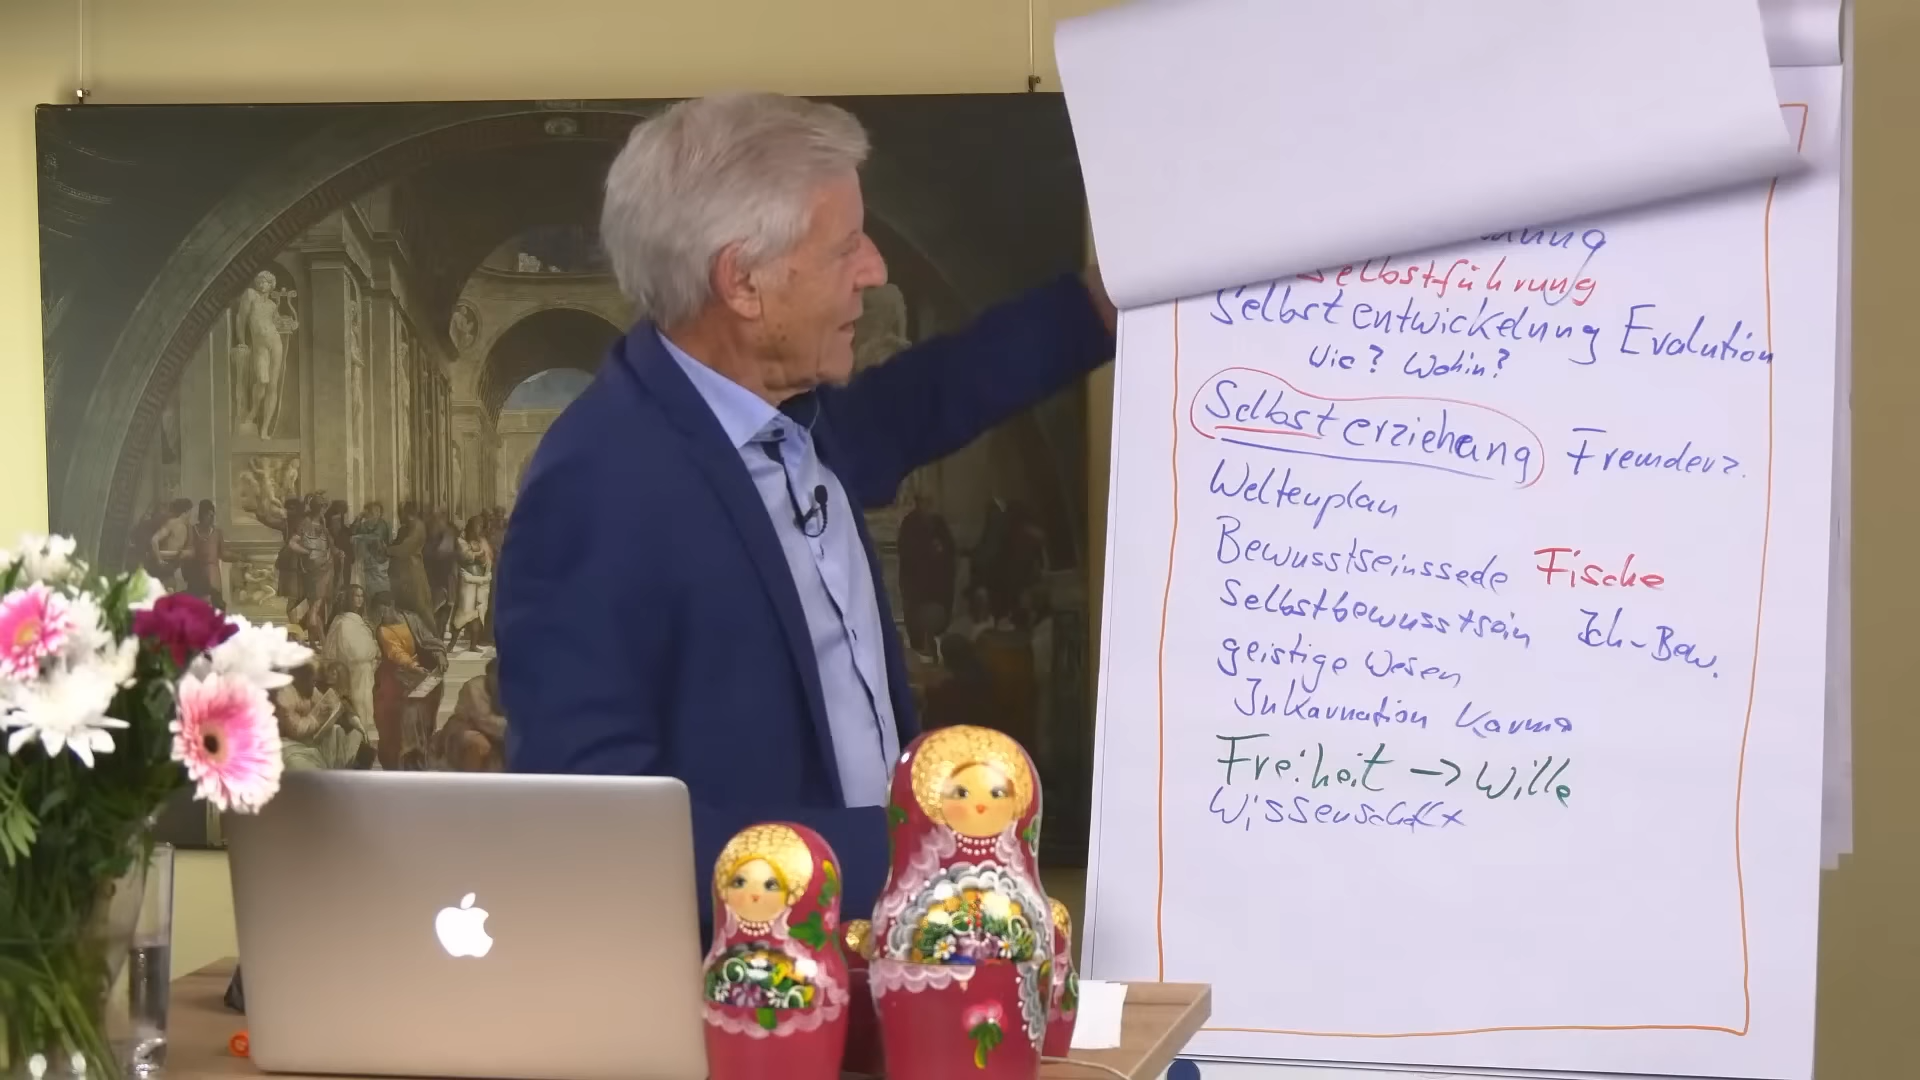 Selbstführung
Selbstentwickelung Evolution
Wie? Wohin?
Selbsterziehung Fremderz.
Weltenplan
Bewusstseinsseele Fische
Selbstbewusstsein Ich-Bew.
geistige Wesen
Inkarnation Karma
Freiheit -> Wille
Wissenschaft